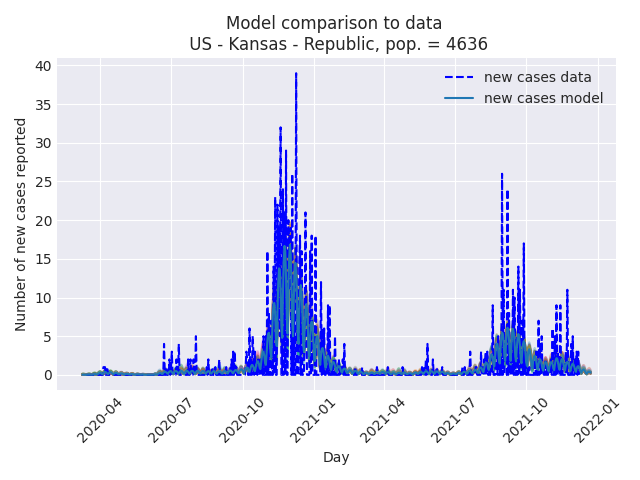 Model comparison to data
US - Kansas - Republic, pop. = 4636
new cases data
new cases model
Number of new cases reported
40
35
30
25
20
15
10
5
0
2020-04
2020-07
2020-10
2021-01
2021-04
2021-07
2021-10
2022-01
Day